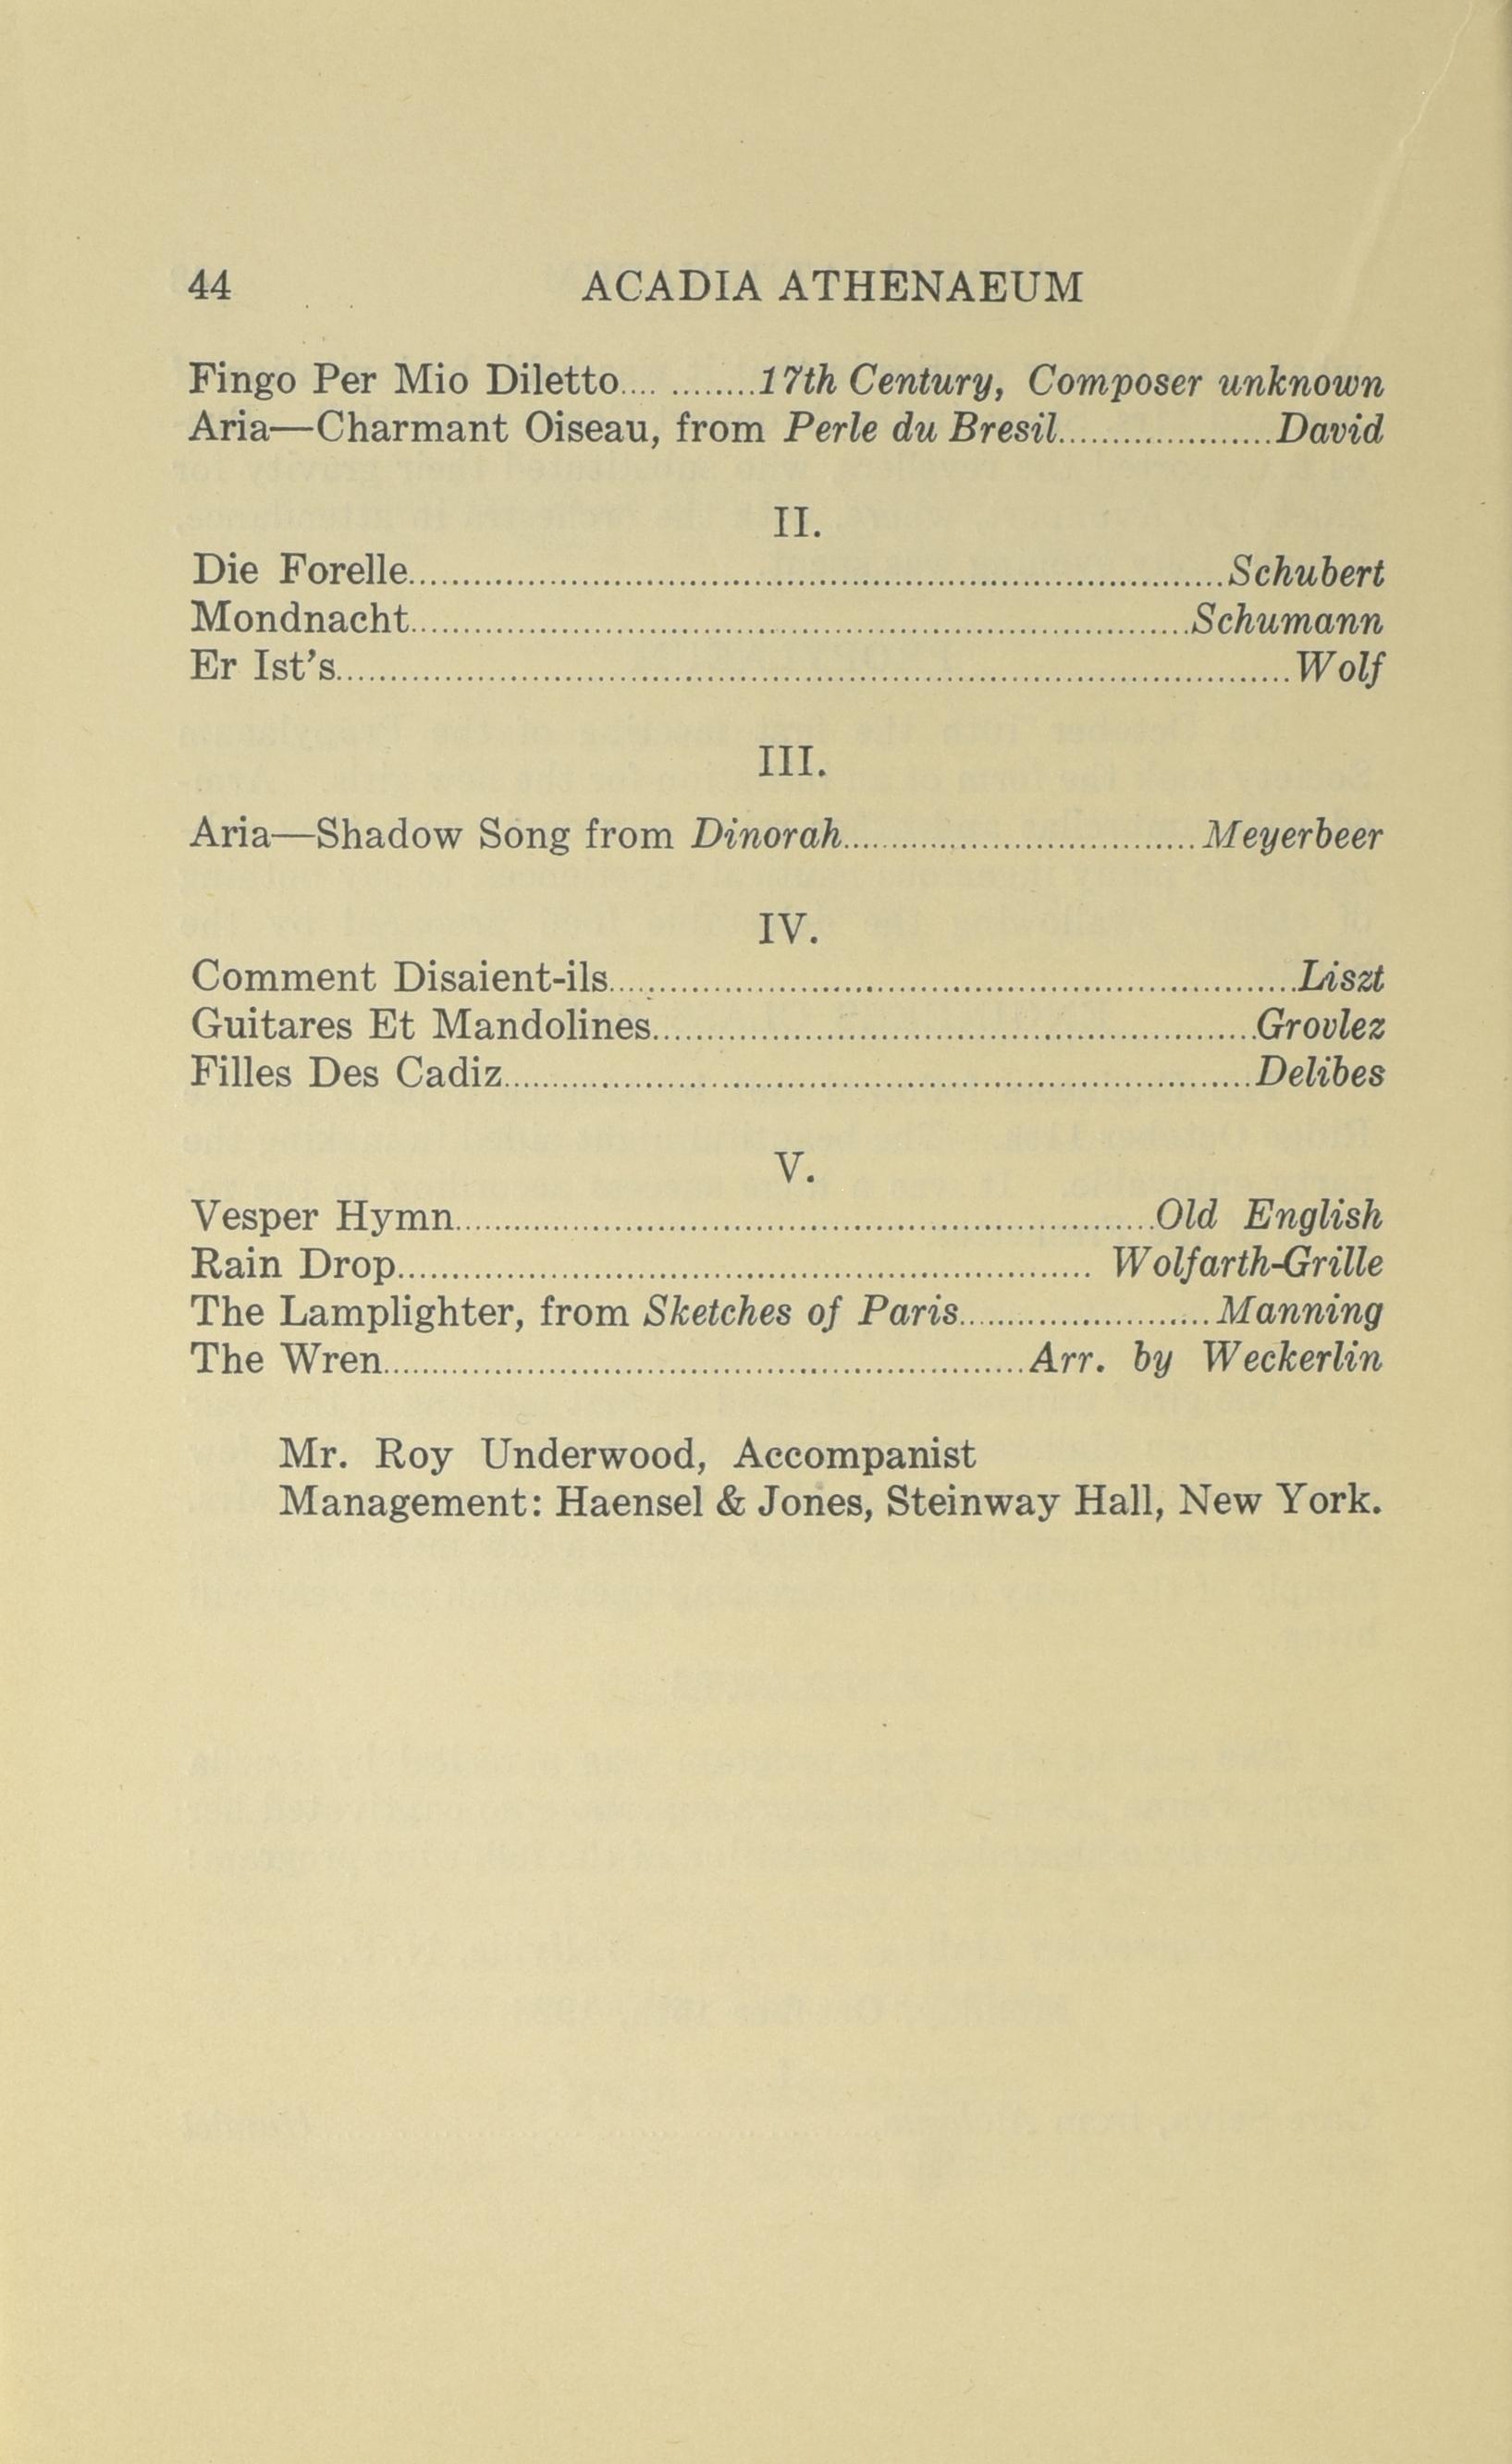 44 ACADIA ATHENAEUM
Fingo Per Mio Diletto.... .........17th Century, Composer unknown
Aria—Charmant Oiseau, from Perle du Bresil....................David
II.
Die Forelle..............................................................................Schubert
Mondnacht..........................................................................Schumann
Er Ist's...........................................................................................Wolf
III.
Aria—Shadow Song from Dinorah..................................Meyerbeer
IV.
Comment Disaient-ils..................................................................Liszt
Guitares Et Mandolines..........................................................Grovlez
Filles Des Cadiz.......................................................................Delibes
V.
Vesper Hymn...................................................................Old English
Rain Drop.................................................................. Wolfarth-Grille
The Lamplighter, from Sketches of Paris........................Manning
The Wren.............................................................Arr. by Weckerlin
Mr. Roy Underwood, Accompanist
Management: Haensel & Jones, Steinway Hall, New York.